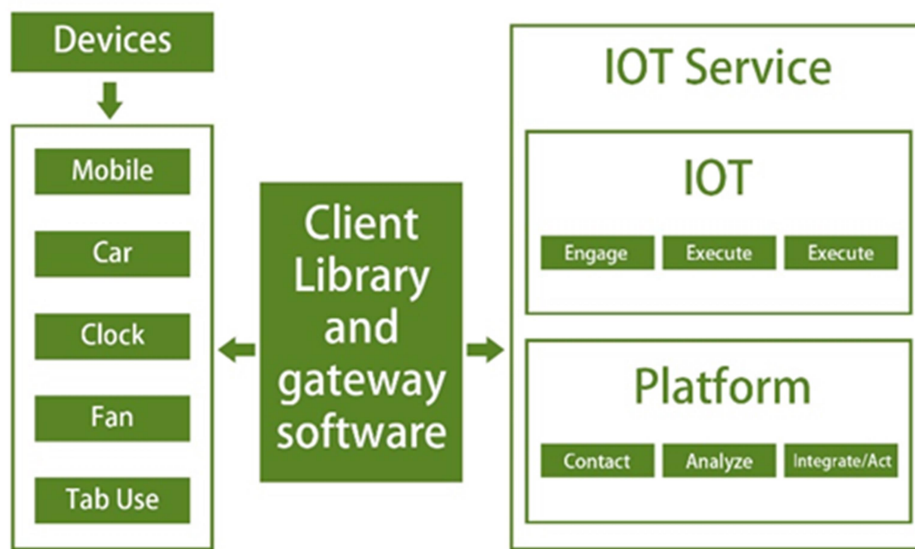 Devices
Mobile
Car
Clock
Fan
Tab Use
Client
Library
and
gateway
software
IOT Service
IOT
Engage
Execute
Execute
Platform
Contact
Analyze
Integrate/Act